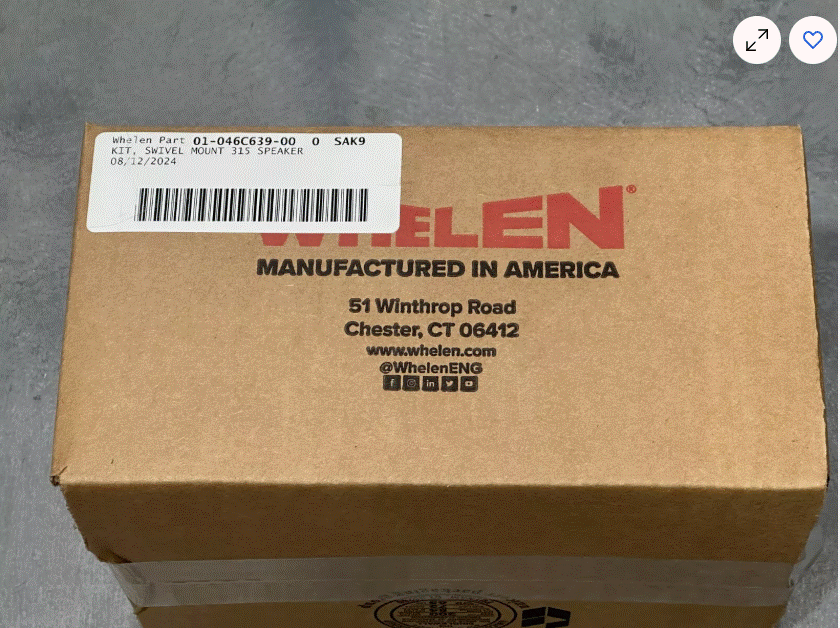 Whelen Part 01-046C639-00 0 SAK9
KIT, SWIVEL MOUNT 315 SPEAKER
08/12/2024
WHELEN®
MANUFACTURED IN AMERICA
51 Winthrop Road
Chester, CT 06412
www.whelen.com
@WhelenENG